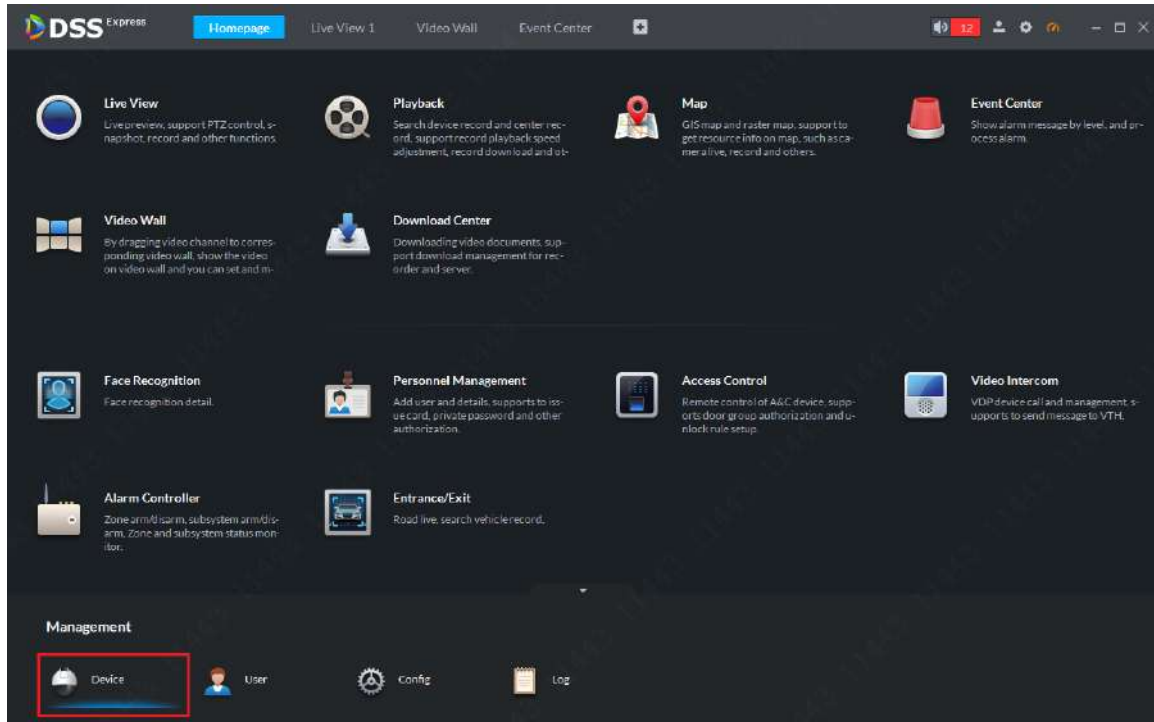 DSS Express
Homepage
Live View 1
Video Wall
Event Center
12
Live View
Live preview, support PTZ control, s-
napshot, record and other functions.
Playback
Search device record and center rec-
ord, support record playback speed
adjustment, record download and ot-
Map
GIS map and raster map, support to
get resource info on map, such as ca-
mera live, record and others.
Event Center
Show alarm message by level, and pr-
ocess alarm.
Video Wall
By dragging video channel to corres-
ponding video wall, show the video
on video wall and you can set and m-
Download Center
Downloading video documents, sup-
port download management for rec-
order and server.
Face Recognition
Face recognition detail.
Personnel Management
Add user and details, supports to iss-
ue card, private password and other
authorization.
Access Control
Remote control of A&C device, supp-
orts door group authorization and u-
nlock rule setup.
Video Intercom
VDP device call and management, s-
upports to send message to VTH.
Alarm Controller
Zone arm/disarm, subsystem arm/dis-
arm, Zone and subsystem status mon-
itor.
Entrance/Exit
Road live, search vehicle record.
Management
Device
User
Config
Log